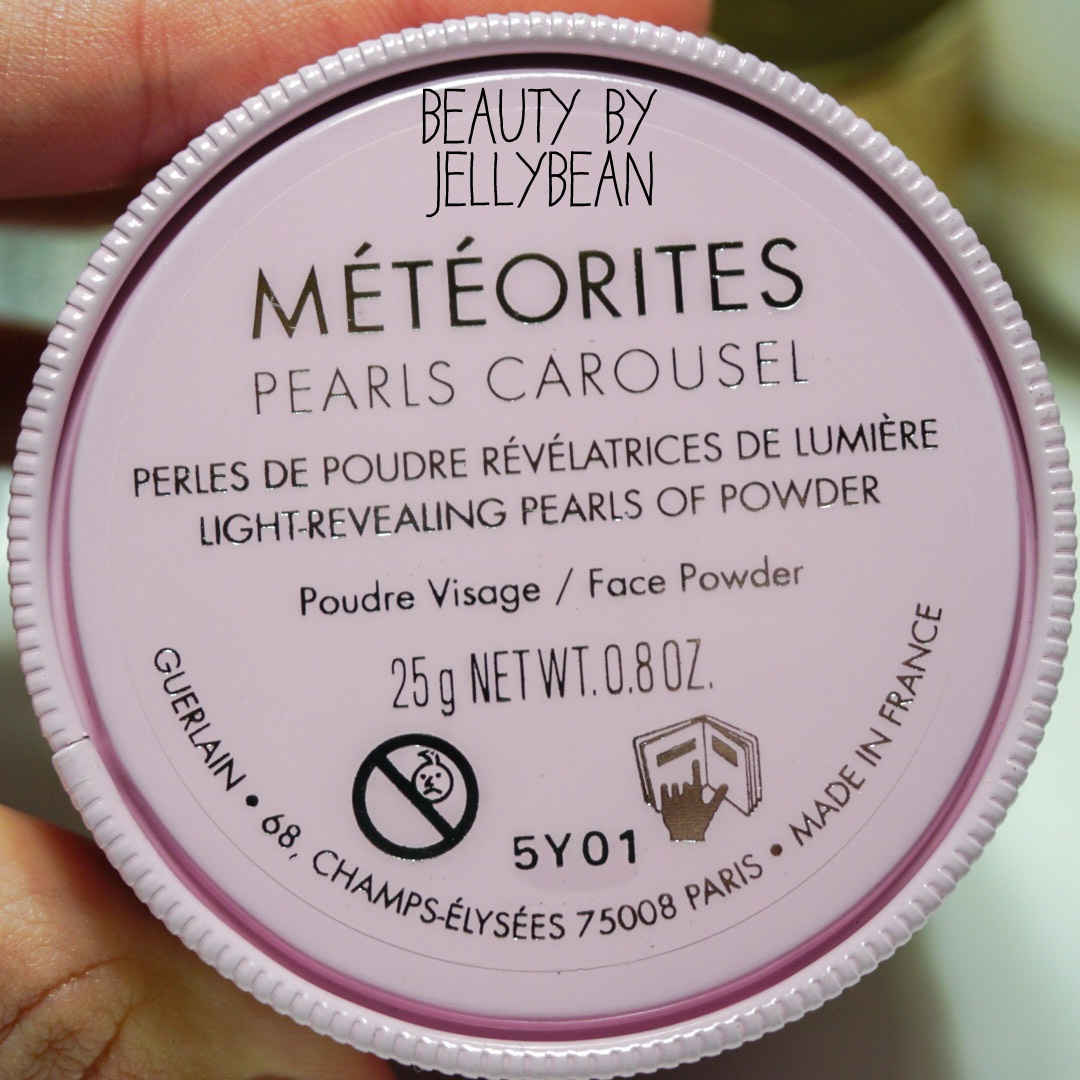 BEAUTY BY
JELLYBEAN
MÉTÉORITES
PEARLS CAROUSEL
PERLES DE POUDRE RÉVÉLATRICES DE LUMIÈRE
LIGHT-REVEALING PEARLS OF POWDER
Poudre Visage / Face Powder
25g NET WT. 0.8 OZ.
5Y01
GUERLAIN • 68, CHAMPS-ÉLYSÉES 75008 PARIS • MADE IN FRANCE